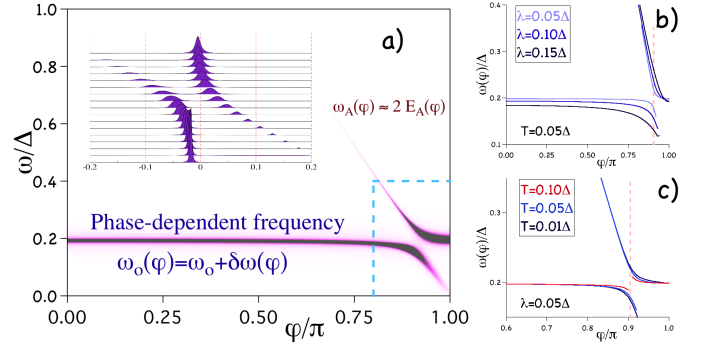 a)
ω/Δ
1.0
0.8
0.6
0.4
0.2
0.0
-0.2 -0.1 0 0.1 0.2
ω_A(φ) ≈ 2 E_A(φ)
Phase-dependent frequency
ω_o(φ)=ω_o+δω(φ)
0.00 0.25 0.50 0.75 1.00
φ/π
b)
ω(φ)/Δ
0.4
0.3
0.2
0.1
λ=0.05Δ
λ=0.10Δ
λ=0.15Δ
T=0.05Δ
0.00 0.25 0.50 0.75 1.00
φ/π
c)
ω(φ)/Δ
0.3
0.2
T=0.10Δ
T=0.05Δ
T=0.01Δ
λ=0.05Δ
0.6 0.7 0.8 0.9 1.0
φ/π